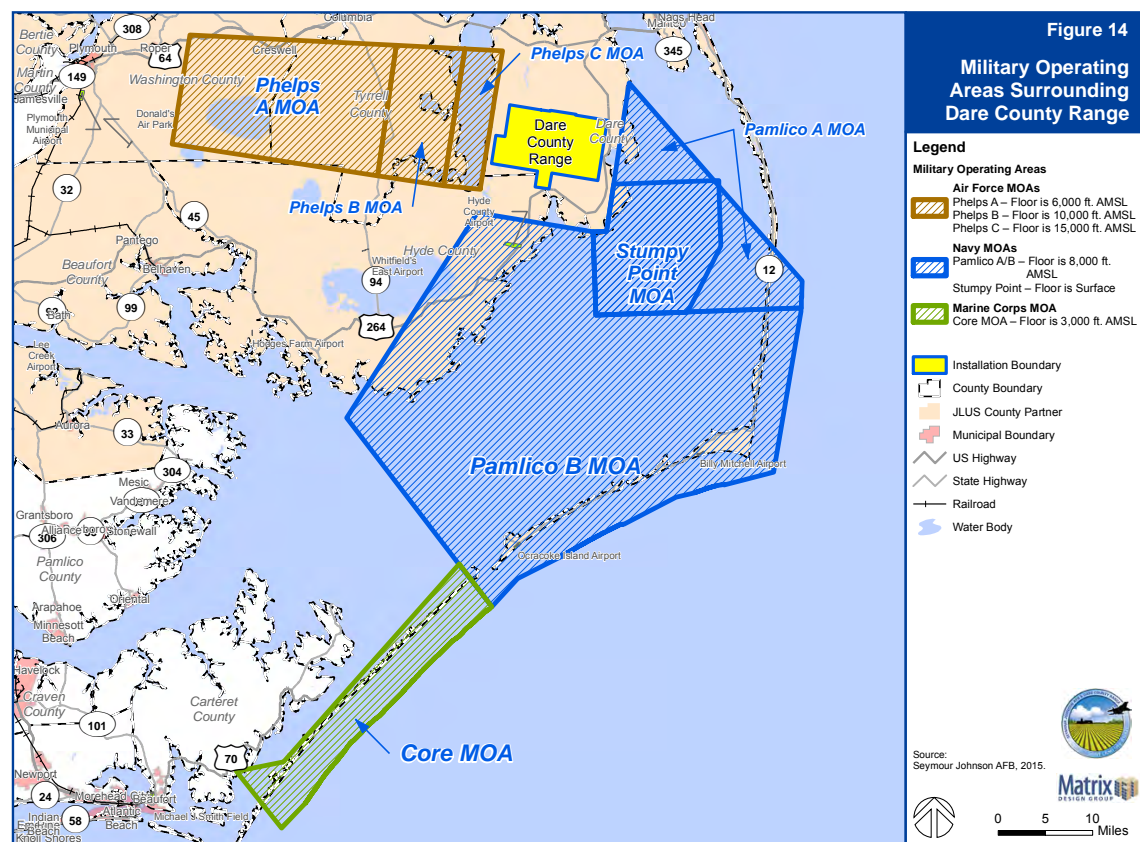 Figure 14
Military Operating
Areas Surrounding
Dare County Range
Legend
Military Operating Areas
Air Force MOAs
Phelps A – Floor is 6,000 ft. AMSL
Phelps B – Floor is 10,000 ft. AMSL
Phelps C – Floor is 15,000 ft. AMSL
Navy MOAs
Pamlico A/B – Floor is 8,000 ft.
AMSL
Stumpy Point – Floor is Surface
Marine Corps MOA
Core MOA – Floor is 3,000 ft. AMSL
Installation Boundary
County Boundary
JLUS County Partner
Municipal Boundary
US Highway
State Highway
Railroad
Water Body
Source:
Seymour Johnson AFB, 2015.
Matrix
DESIGN GROUP
0 5 10
Miles
Bertie
County
308
Columbia
Nags Head
Manteo
345
Plymouth
Roper
64
Creswell
Phelps C MOA
Martin
County
149
Jamesville
Washington County
Phelps
A MOA
Tyrrell
County
Plymouth
Municipal
Airport
Donald's
Air Park
Dare
County
Range
Dare
County
Pamlico A MOA
32
45
Phelps B MOA
Hyde
County
Airport
Pantego
Belhaven
Beaufort
County
Hyde County
Whitfield's
East Airport
94
Stumpy
Point
MOA
12
99
Bath
264
Lee
Creek
Airport
Hodges Farm Airport
Aurora
33
304
Mesic
Vandemere
Pamlico B MOA
Billy Mitchell Airport
Grantsboro
Alliance
Stonewall
306
Pamlico
County
Ocracoke Island Airport
Arapahoe
Oriental
Minnesott
Beach
Havelock
Craven
County
101
Carteret
County
70
Core MOA
Newport
24
Morehead City
Beaufort
Atlantic
Beach
Michael J Smith Field
Indian
Beach
58
Knoll Shores